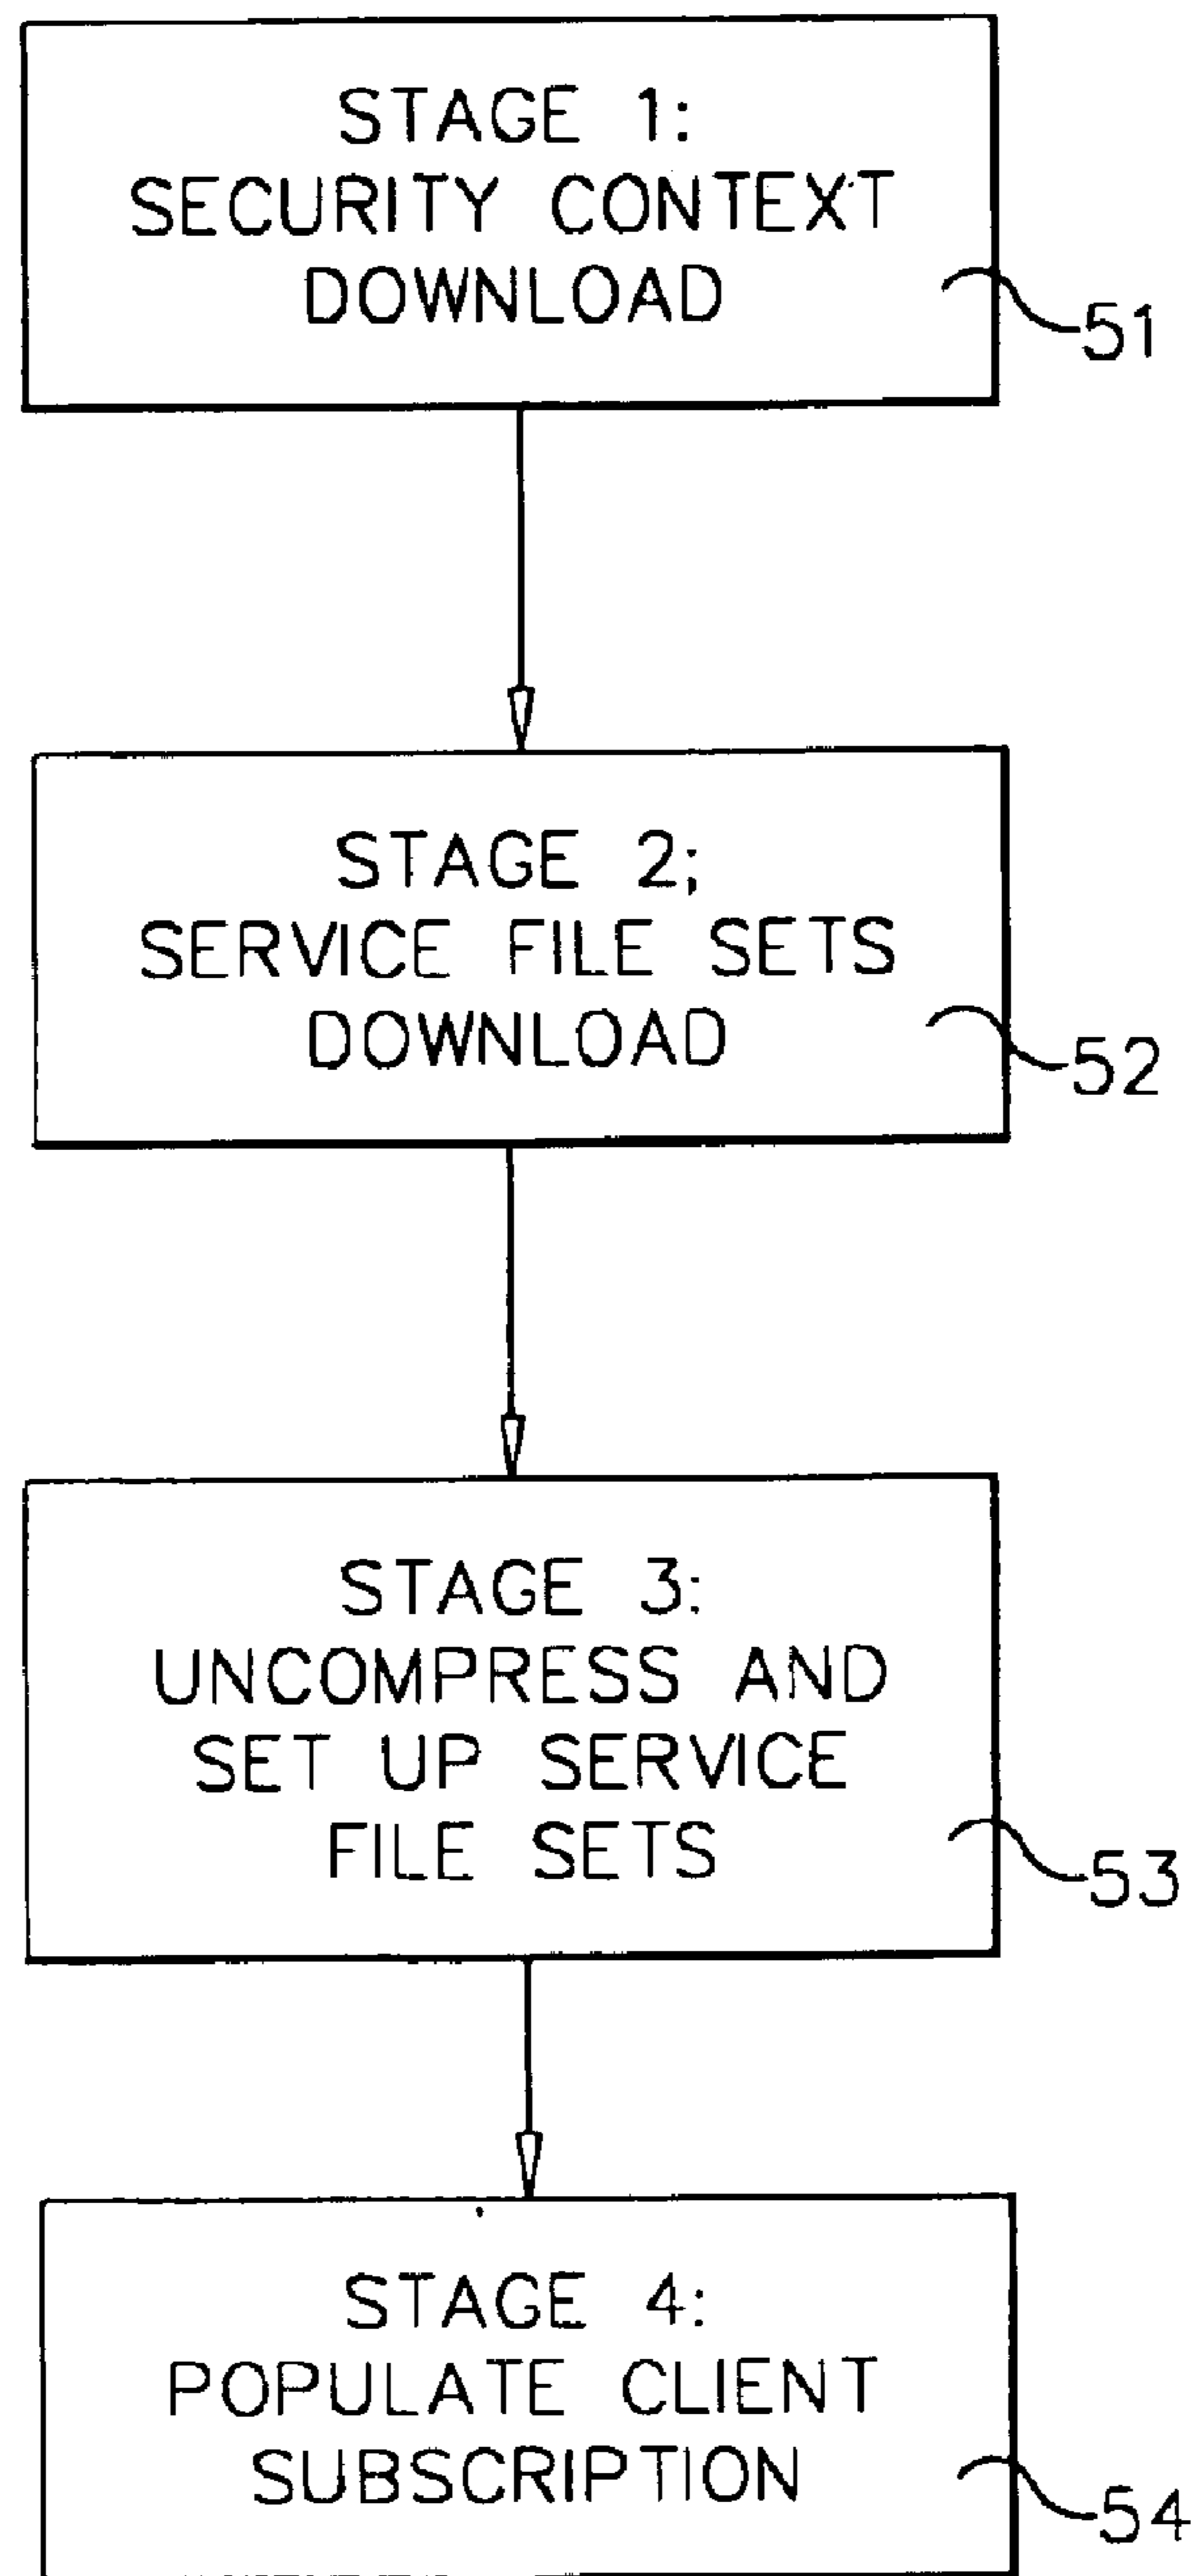 STAGE 1:
SECURITY CONTEXT
DOWNLOAD
51
STAGE 2;
SERVICE FILE SETS
DOWNLOAD
52
STAGE 3:
UNCOMPRESS AND
SET UP SERVICE
FILE SETS
53
STAGE 4:
POPULATE CLIENT
SUBSCRIPTION
54